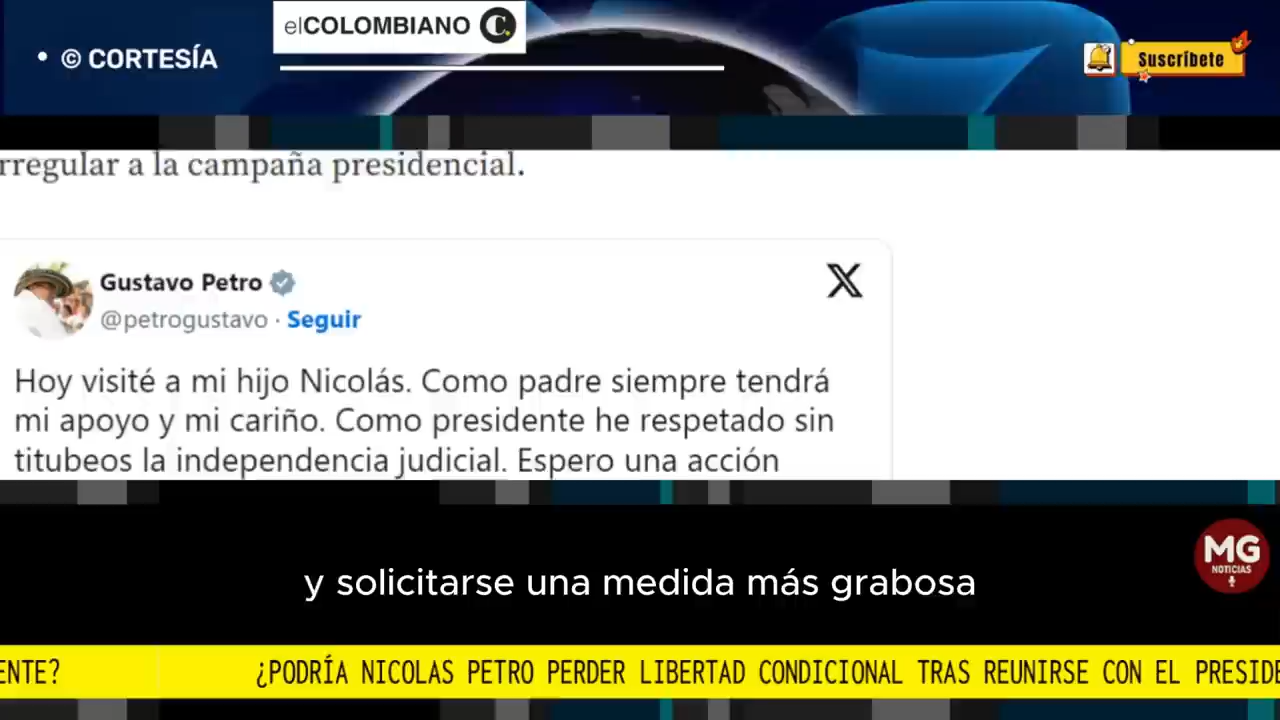 elCOLOMBIANO C.
• © CORTESÍA
Suscríbete
rregular a la campaña presidencial.
Gustavo Petro
X
@petrogustavo · Seguir
Hoy visité a mi hijo Nicolás. Como padre siempre tendrá
mi apoyo y mi cariño. Como presidente he respetado sin
titubeos la independencia judicial. Espero una acción
MG
NOTICIAS
y solicitarse una medida más grabosa
ENTE? ¿PODRÍA NICOLAS PETRO PERDER LIBERTAD CONDICIONAL TRAS REUNIRSE CON EL PRESIDE